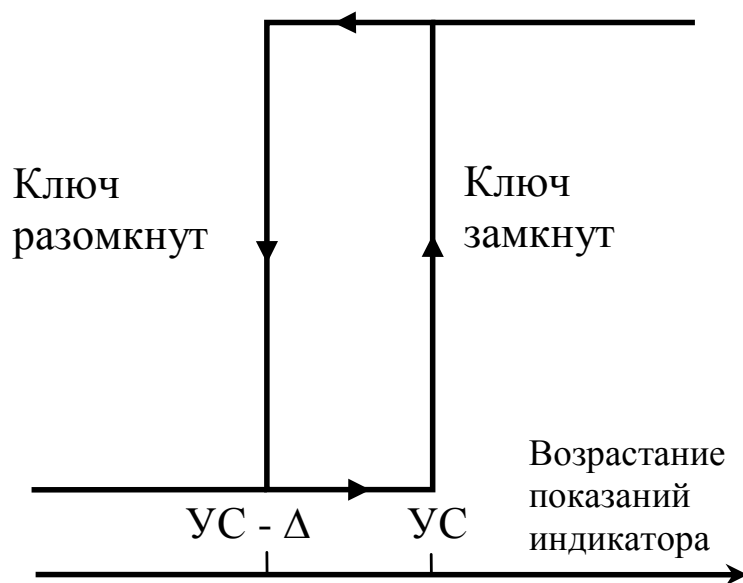 Ключ
разомкнут
Ключ
замкнут
Возрастание
показаний
индикатора
УС - Δ
УС